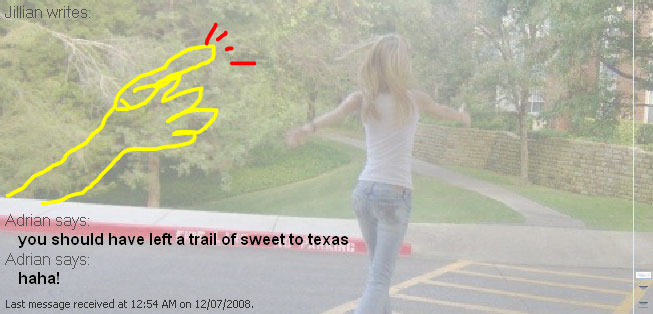 Jillian writes:
Adrian says:
you should have left a trail of sweet to texas
Adrian says:
haha!
Last message received at 12:54 AM on 12/07/2008.